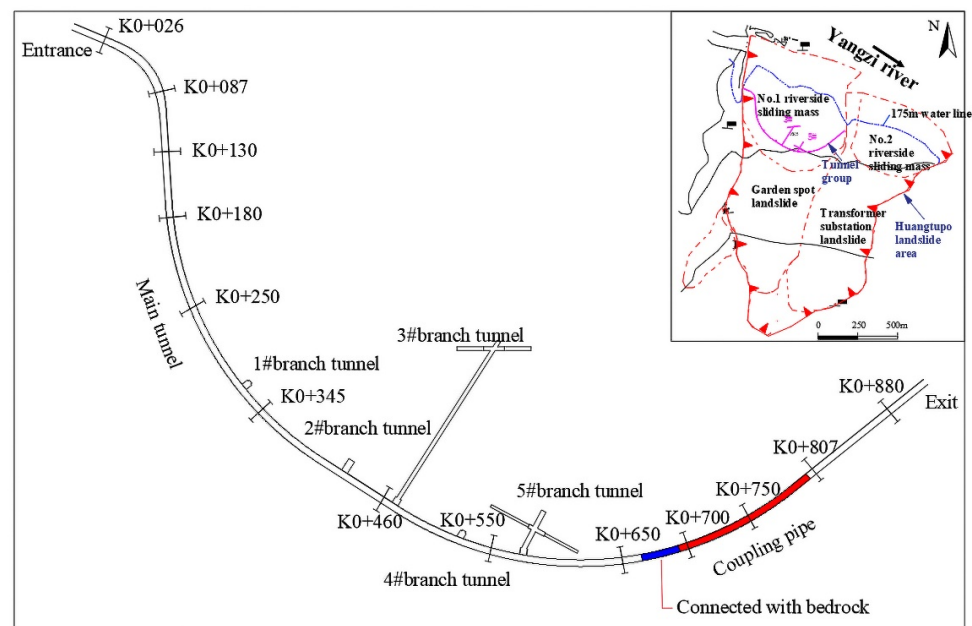 K0+026
Entrance
K0+087
K0+130
K0+180
K0+250
Main tunnel
1#branch tunnel
K0+345
2#branch tunnel
3#branch tunnel
K0+460
K0+550
4#branch tunnel
5#branch tunnel
K0+650
K0+700
K0+750
K0+807
K0+880
Exit
Coupling pipe
Connected with bedrock
N
Yangzi river
No.1 riverside
sliding mass
175m water line
3#
5#
No.2
riverside
sliding mass
Tunnel
group
Garden spot
landslide
Transformer
substation
landslide
Huangtupo
landslide
area
0
250
500m